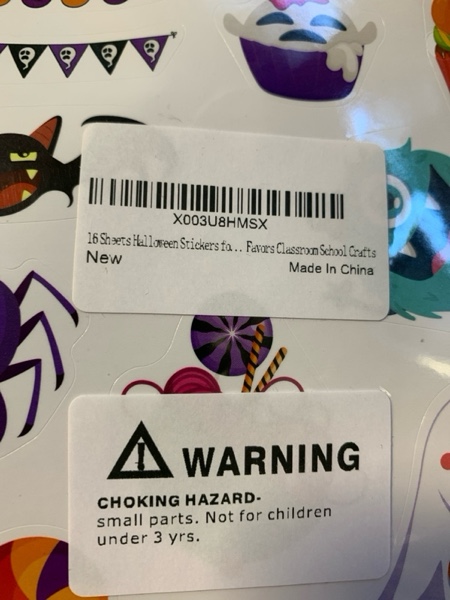 X003U8HMSX
16 Sheets Halloween Stickers fo... Favors Classroom School Crafts
New
Made In China
WARNING
CHOKING HAZARD-
small parts. Not for children
under 3 yrs.